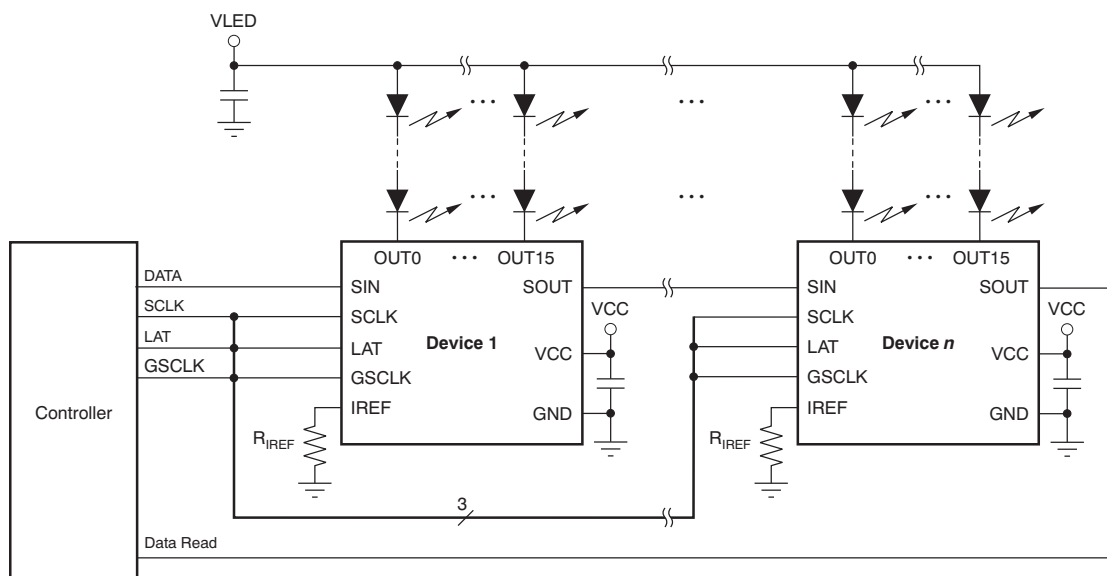 VLED
OUT0 ••• OUT15
OUT0 ••• OUT15
DATA
SCLK
LAT
GSCLK
Controller
SIN
SCLK
LAT
GSCLK
IREF
Device 1
SOUT
VCC
GND
VCC
RIREF
SIN
SCLK
LAT
GSCLK
IREF
Device n
SOUT
VCC
GND
VCC
RIREF
3
Data Read